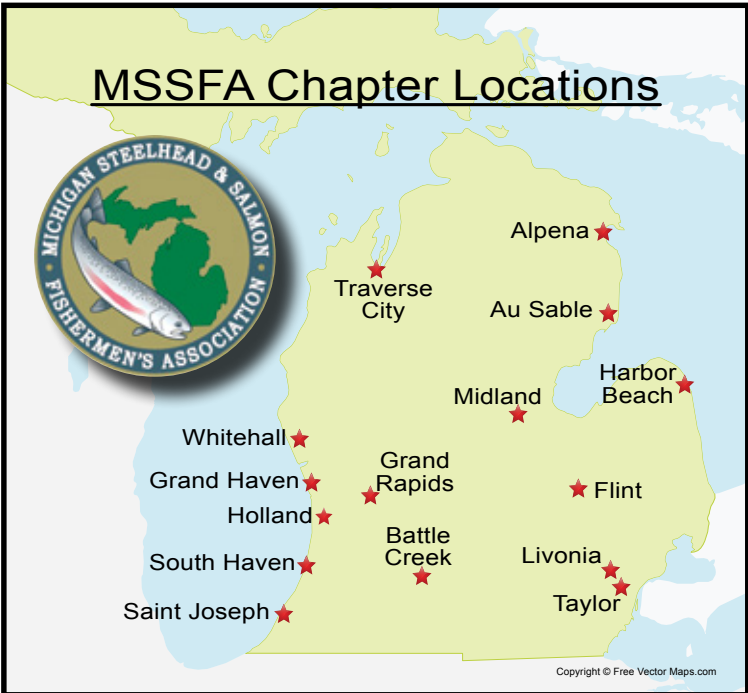 MSSFA Chapter Locations
MICHIGAN STEELHEAD & SALMON
FISHERMEN'S ASSOCIATION
Alpena
Traverse
City
Au Sable
Harbor
Beach
Midland
Whitehall
Grand Haven
Grand
Rapids
Flint
Holland
Battle
Creek
South Haven
Livonia
Taylor
Saint Joseph
Copyright © Free Vector Maps.com